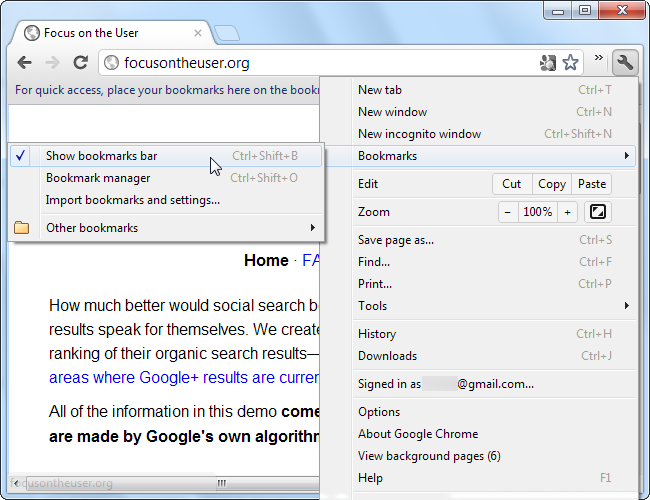 Focus on the User
focusontheuser.org
For quick access, place your bookmarks here on the bookm
New tab Ctrl+T
New window Ctrl+N
New incognito window Ctrl+Shift+N
Bookmarks
Show bookmarks bar Ctrl+Shift+B
Bookmark manager Ctrl+Shift+O
Import bookmarks and settings...
Other bookmarks
Edit Cut Copy Paste
Zoom − 100% +
Save page as... Ctrl+S
Find... Ctrl+F
Print... Ctrl+P
Tools
History Ctrl+H
Downloads Ctrl+J
Signed in as @gmail.com...
Options
About Google Chrome
View background pages (6)
Help F1
Home · FA
How much better would social search b
results speak for themselves. We create
ranking of their organic search results—
areas where Google+ results are curren
All of the information in this demo come
are made by Google's own algorithm
focusontheuser.org